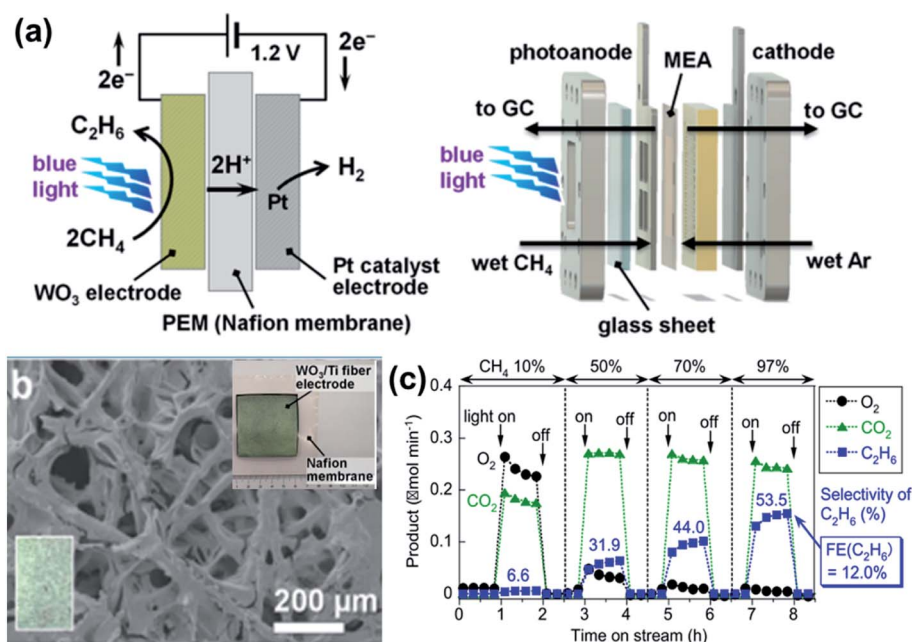 (a)
1.2 V
2e⁻
2e⁻
C₂H₆
blue
light
2H⁺
H₂
Pt
2CH₄
WO₃ electrode
Pt catalyst
electrode
PEM (Nafion membrane)
photoanode
MEA
cathode
to GC
to GC
blue
light
wet CH₄
wet Ar
glass sheet
b
WO₃/Ti fiber
electrode
Nafion
membrane
200 µm
(c)
CH₄ 10% 50% 70% 97%
0.4
0.3
0.2
0.1
0
Product (▯mol min⁻¹)
light on off
on off
on off
on off
O₂
CO₂
6.6
31.9
44.0
53.5
0 1 2 3 4 5 6 7 8
Time on stream (h)
O₂
CO₂
C₂H₆
Selectivity of
C₂H₆ (%)
FE(C₂H₆)
= 12.0%